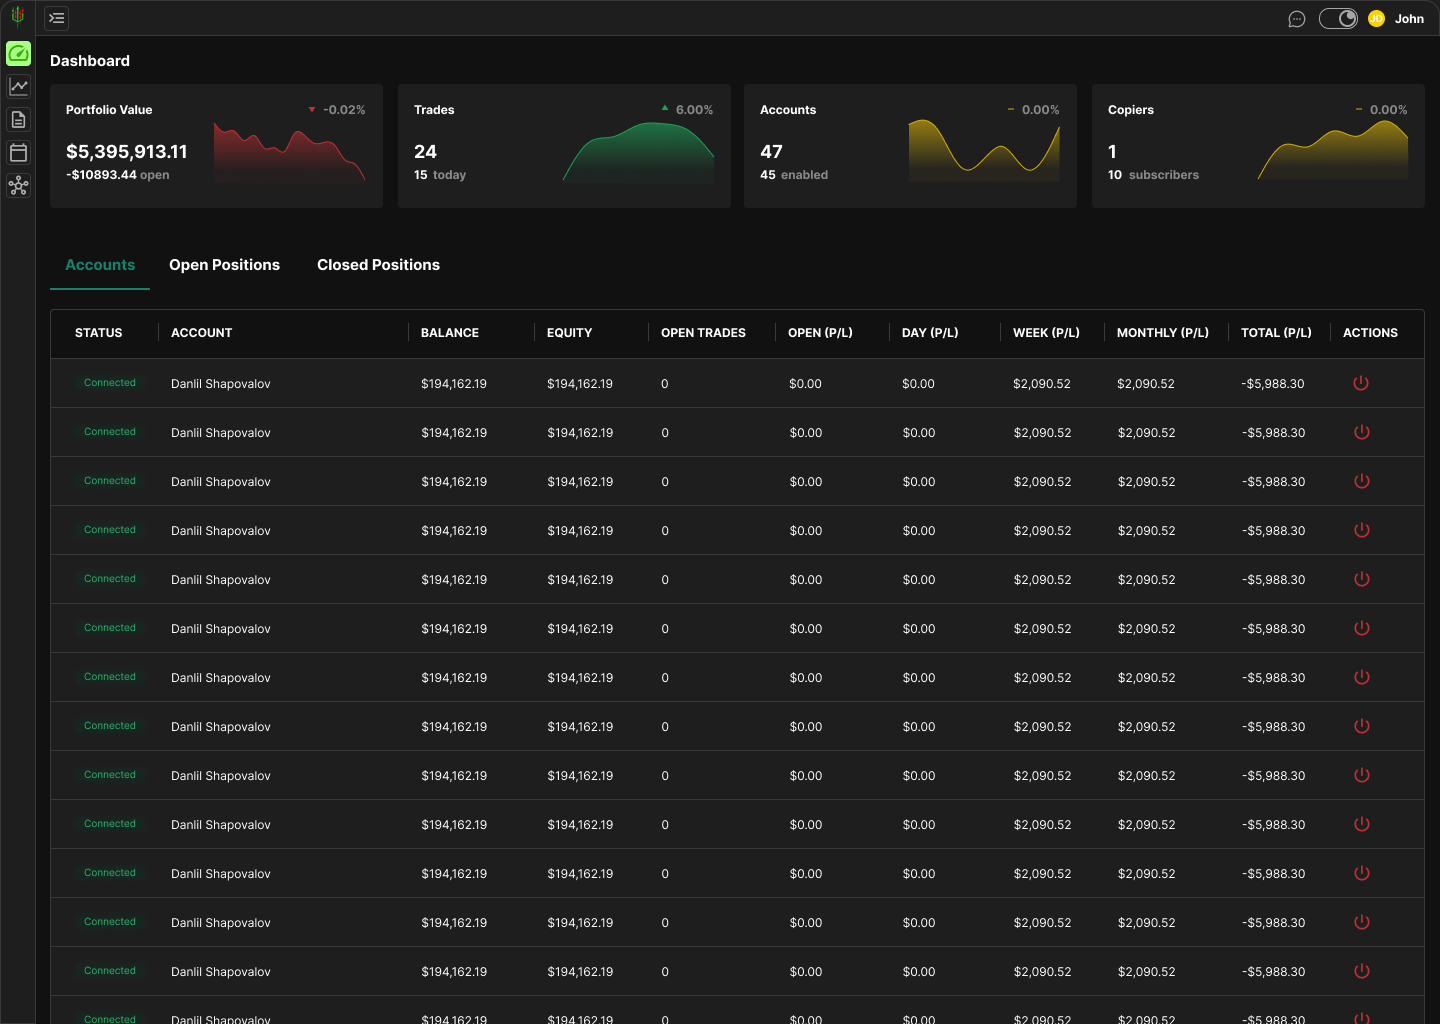 JD John
Dashboard
Portfolio Value -0.02%
$5,395,913.11
-$10893.44 open
Trades 6.00%
24
15 today
Accounts 0.00%
47
45 enabled
Copiers 0.00%
1
10 subscribers
Accounts Open Positions Closed Positions
STATUS ACCOUNT BALANCE EQUITY OPEN TRADES OPEN (P/L) DAY (P/L) WEEK (P/L) MONTHLY (P/L) TOTAL (P/L) ACTIONS
Connected Danlil Shapovalov $194,162.19 $194,162.19 0 $0.00 $0.00 $2,090.52 $2,090.52 -$5,988.30
Connected Danlil Shapovalov $194,162.19 $194,162.19 0 $0.00 $0.00 $2,090.52 $2,090.52 -$5,988.30
Connected Danlil Shapovalov $194,162.19 $194,162.19 0 $0.00 $0.00 $2,090.52 $2,090.52 -$5,988.30
Connected Danlil Shapovalov $194,162.19 $194,162.19 0 $0.00 $0.00 $2,090.52 $2,090.52 -$5,988.30
Connected Danlil Shapovalov $194,162.19 $194,162.19 0 $0.00 $0.00 $2,090.52 $2,090.52 -$5,988.30
Connected Danlil Shapovalov $194,162.19 $194,162.19 0 $0.00 $0.00 $2,090.52 $2,090.52 -$5,988.30
Connected Danlil Shapovalov $194,162.19 $194,162.19 0 $0.00 $0.00 $2,090.52 $2,090.52 -$5,988.30
Connected Danlil Shapovalov $194,162.19 $194,162.19 0 $0.00 $0.00 $2,090.52 $2,090.52 -$5,988.30
Connected Danlil Shapovalov $194,162.19 $194,162.19 0 $0.00 $0.00 $2,090.52 $2,090.52 -$5,988.30
Connected Danlil Shapovalov $194,162.19 $194,162.19 0 $0.00 $0.00 $2,090.52 $2,090.52 -$5,988.30
Connected Danlil Shapovalov $194,162.19 $194,162.19 0 $0.00 $0.00 $2,090.52 $2,090.52 -$5,988.30
Connected Danlil Shapovalov $194,162.19 $194,162.19 0 $0.00 $0.00 $2,090.52 $2,090.52 -$5,988.30
Connected Danlil Shapovalov $194,162.19 $194,162.19 0 $0.00 $0.00 $2,090.52 $2,090.52 -$5,988.30
Connected Danlil Shapovalov $194,162.19 $194,162.19 0 $0.00 $0.00 $2,090.52 $2,090.52 -$5,988.30